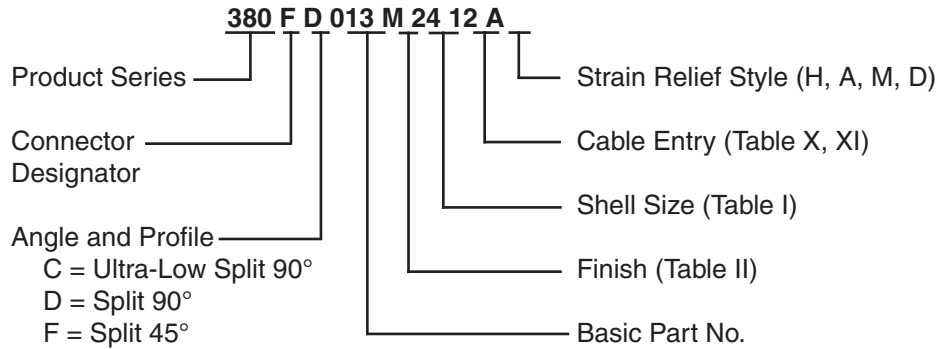 380 F D 013 M 24 12 A
Product Series
Connector
Designator
Angle and Profile
C = Ultra-Low Split 90°
D = Split 90°
F = Split 45°
Strain Relief Style (H, A, M, D)
Cable Entry (Table X, XI)
Shell Size (Table I)
Finish (Table II)
Basic Part No.